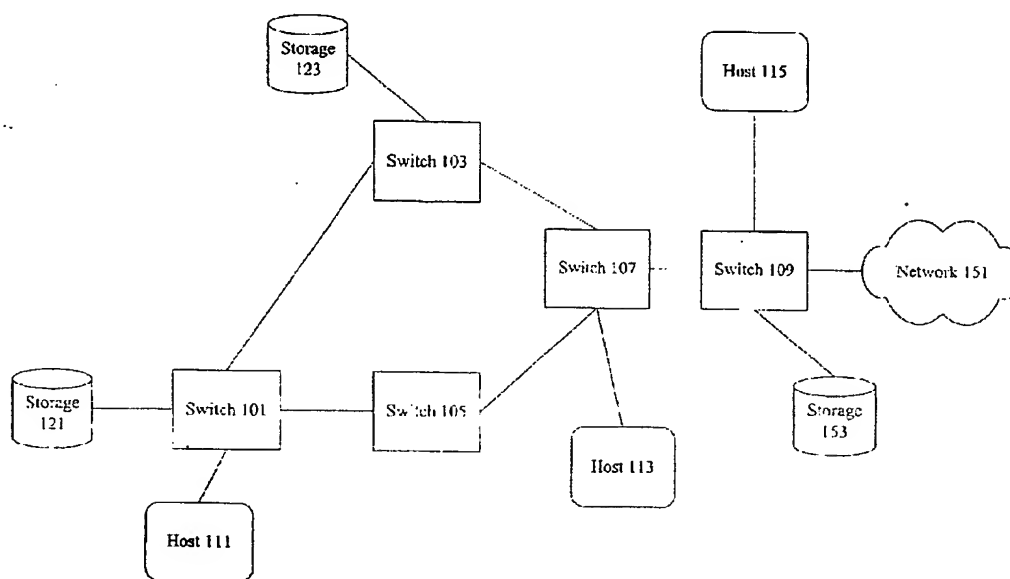 Storage
123
Host 115
Switch 103
Switch 107
Switch 109
Network 151
Storage
121
Switch 101
Switch 105
Storage
153
Host 113
Host 111